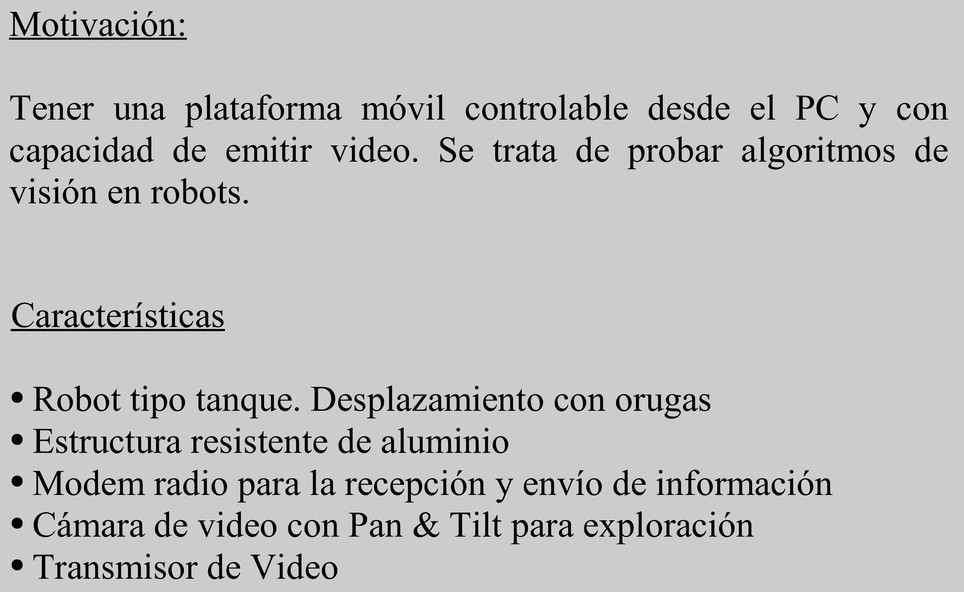 Motivación:
Tener una plataforma móvil controlable desde el PC y con
capacidad de emitir video. Se trata de probar algoritmos de
visión en robots.
Características
• Robot tipo tanque. Desplazamiento con orugas
• Estructura resistente de aluminio
• Modem radio para la recepción y envío de información
• Cámara de video con Pan & Tilt para exploración
• Transmisor de Video